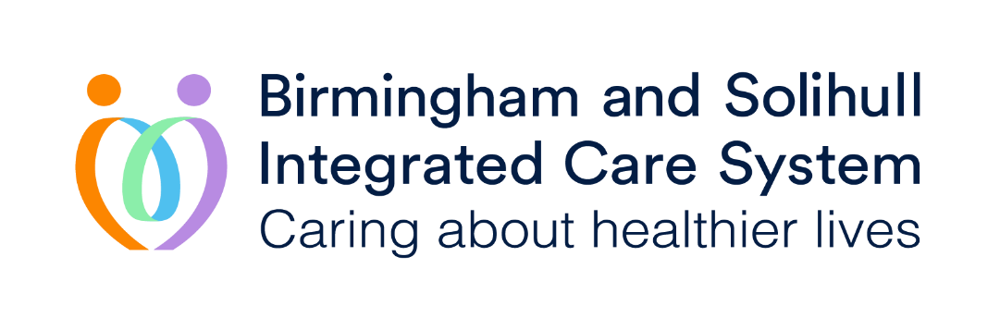 Birmingham and Solihull
Integrated Care System
Caring about healthier lives